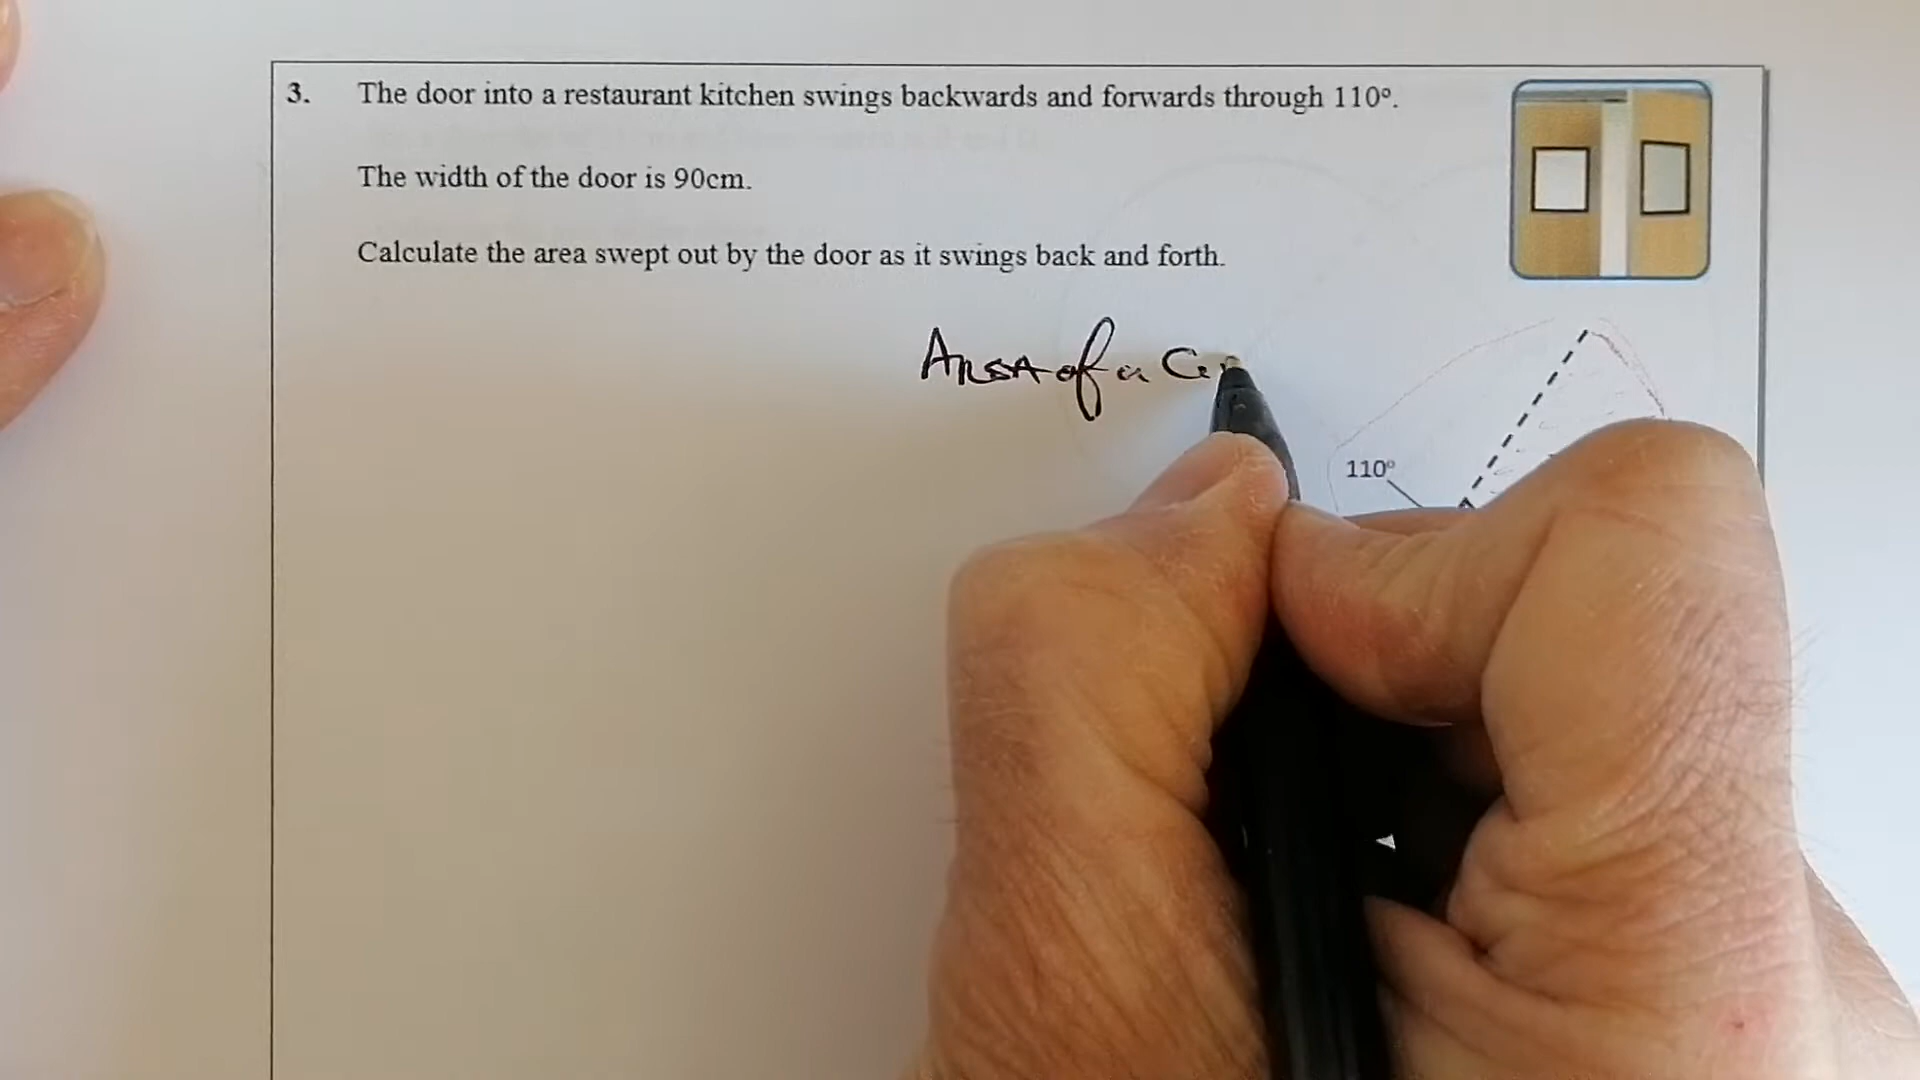 3. The door into a restaurant kitchen swings backwards and forwards through 110°.
The width of the door is 90cm.
Calculate the area swept out by the door as it swings back and forth.
Area of a
110°